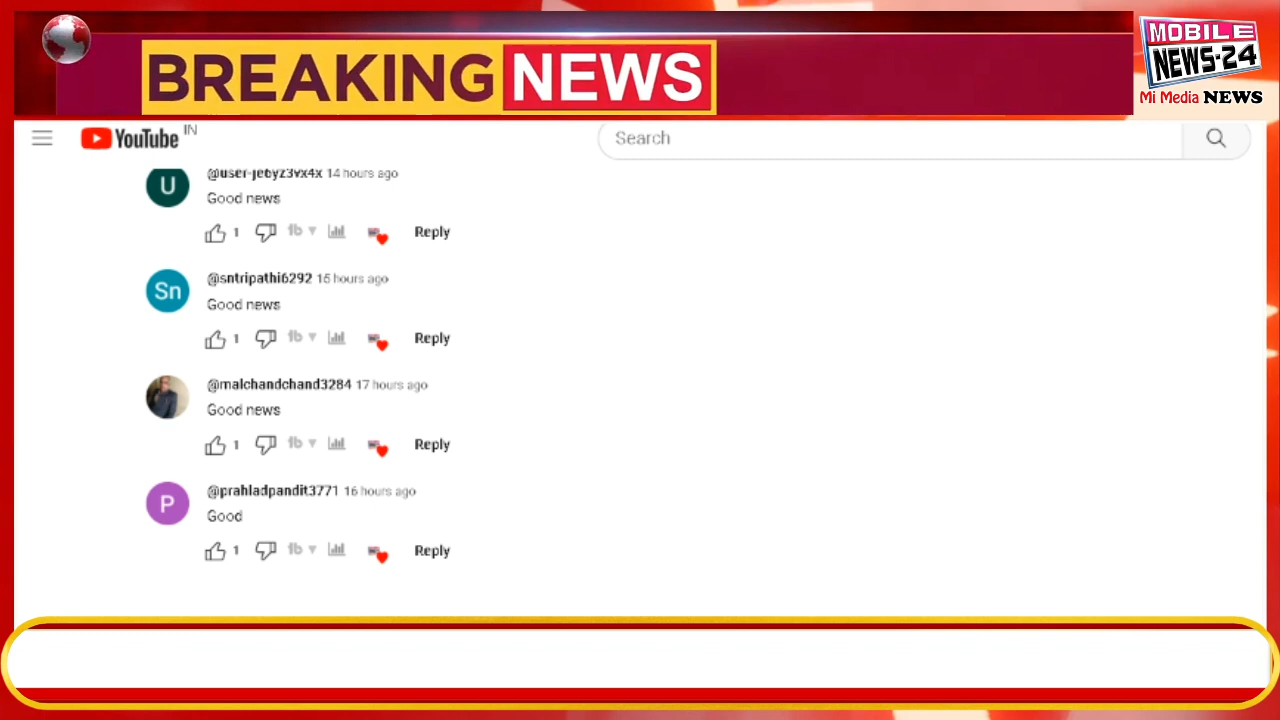 BREAKING NEWS
MOBILE
NEWS-24
Mi Media NEWS
YouTube IN
Search
14 hours ago
U
Good news
1
Reply
@sntripathi6292 15 hours ago
Sn
Good news
1
Reply
@malchandchand3284 17 hours ago
Good news
1
Reply
@prahladpandit3771 16 hours ago
P
Good
1
Reply